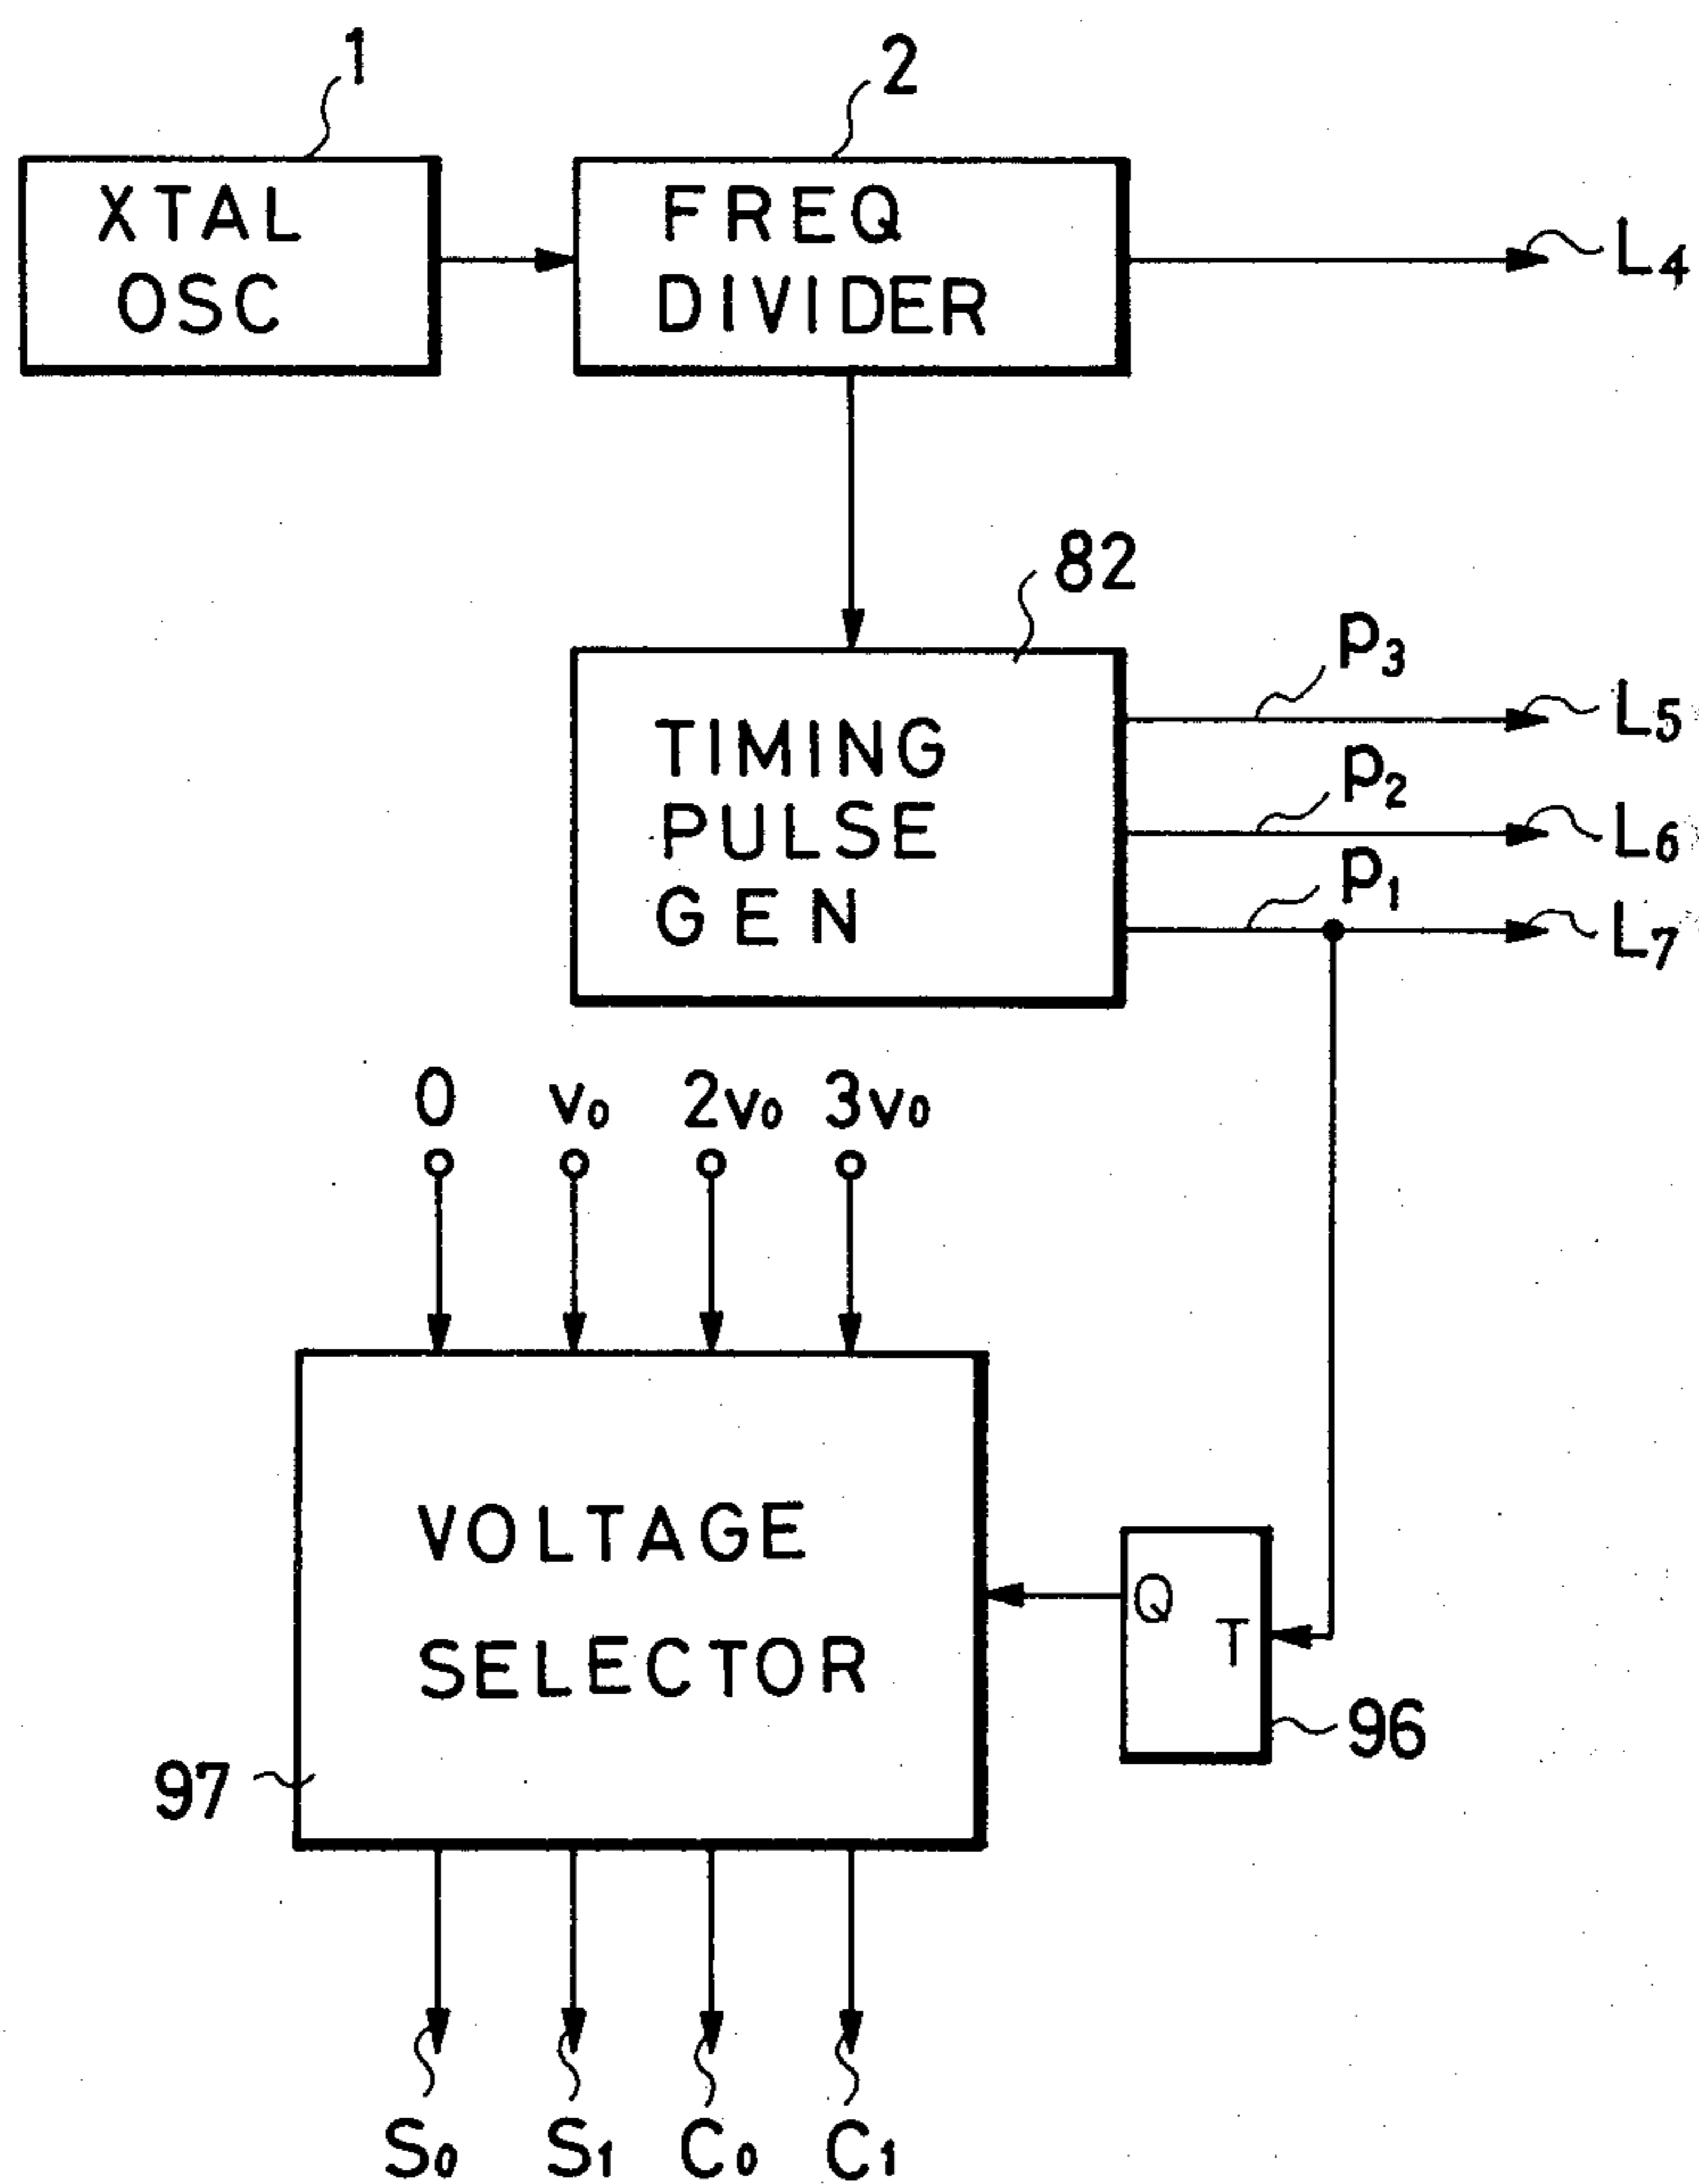 1
2
XTAL
OSC
FREQ
DIVIDER
L4
82
TIMING
PULSE
GEN
p3
L5
p2
L6
p1
L7
0 v0 2v0 3v0
VOLTAGE
SELECTOR
Q
T
96
97
S0 S1 C0 C1